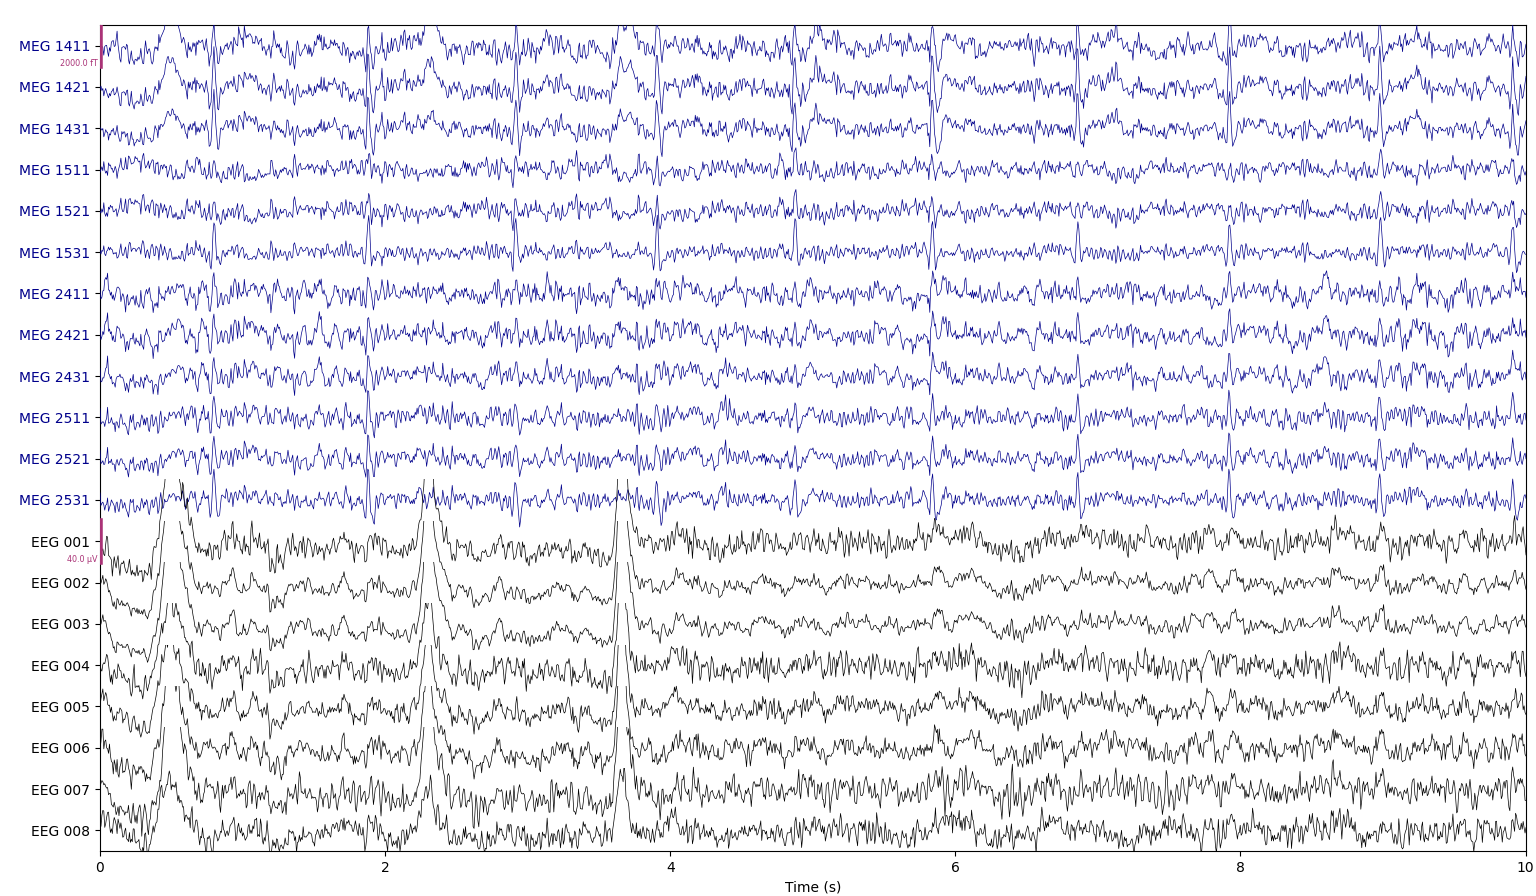 MEG 1411
2000.0 fT
MEG 1421
MEG 1431
MEG 1511
MEG 1521
MEG 1531
MEG 2411
MEG 2421
MEG 2431
MEG 2511
MEG 2521
MEG 2531
EEG 001
40.0 µV
EEG 002
EEG 003
EEG 004
EEG 005
EEG 006
EEG 007
EEG 008
0 2 4 6 8 10
Time (s)